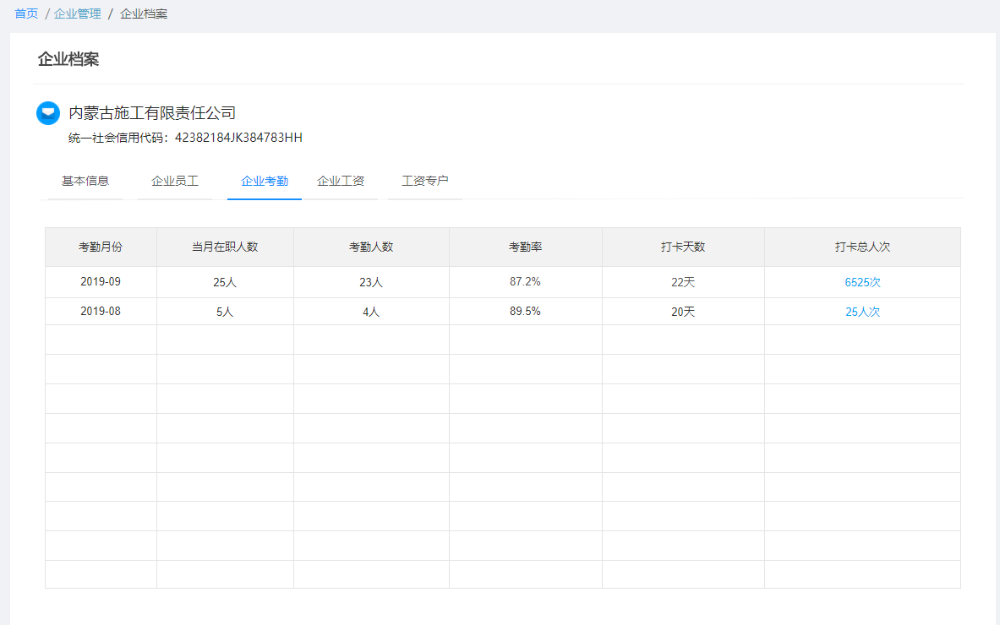 首页 / 企业管理 / 企业档案
企业档案
内蒙古施工有限责任公司
统一社会信用代码：42382184JK384783HH
基本信息 企业员工 企业考勤 企业工资 工资专户
考勤月份 当月在职人数 考勤人数 考勤率 打卡天数 打卡总人次
2019-09 25人 23人 87.2% 22天 6525次
2019-08 5人 4人 89.5% 20天 25人次